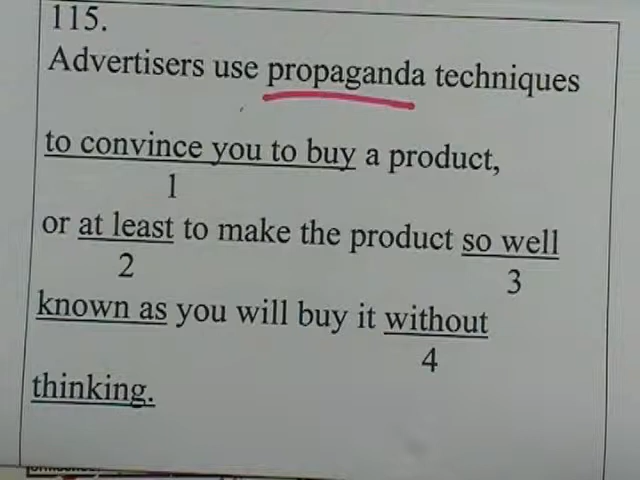 115.
Advertisers use propaganda techniques
to convince you to buy a product,
1
or at least to make the product so well
2 3
known as you will buy it without
4
thinking.